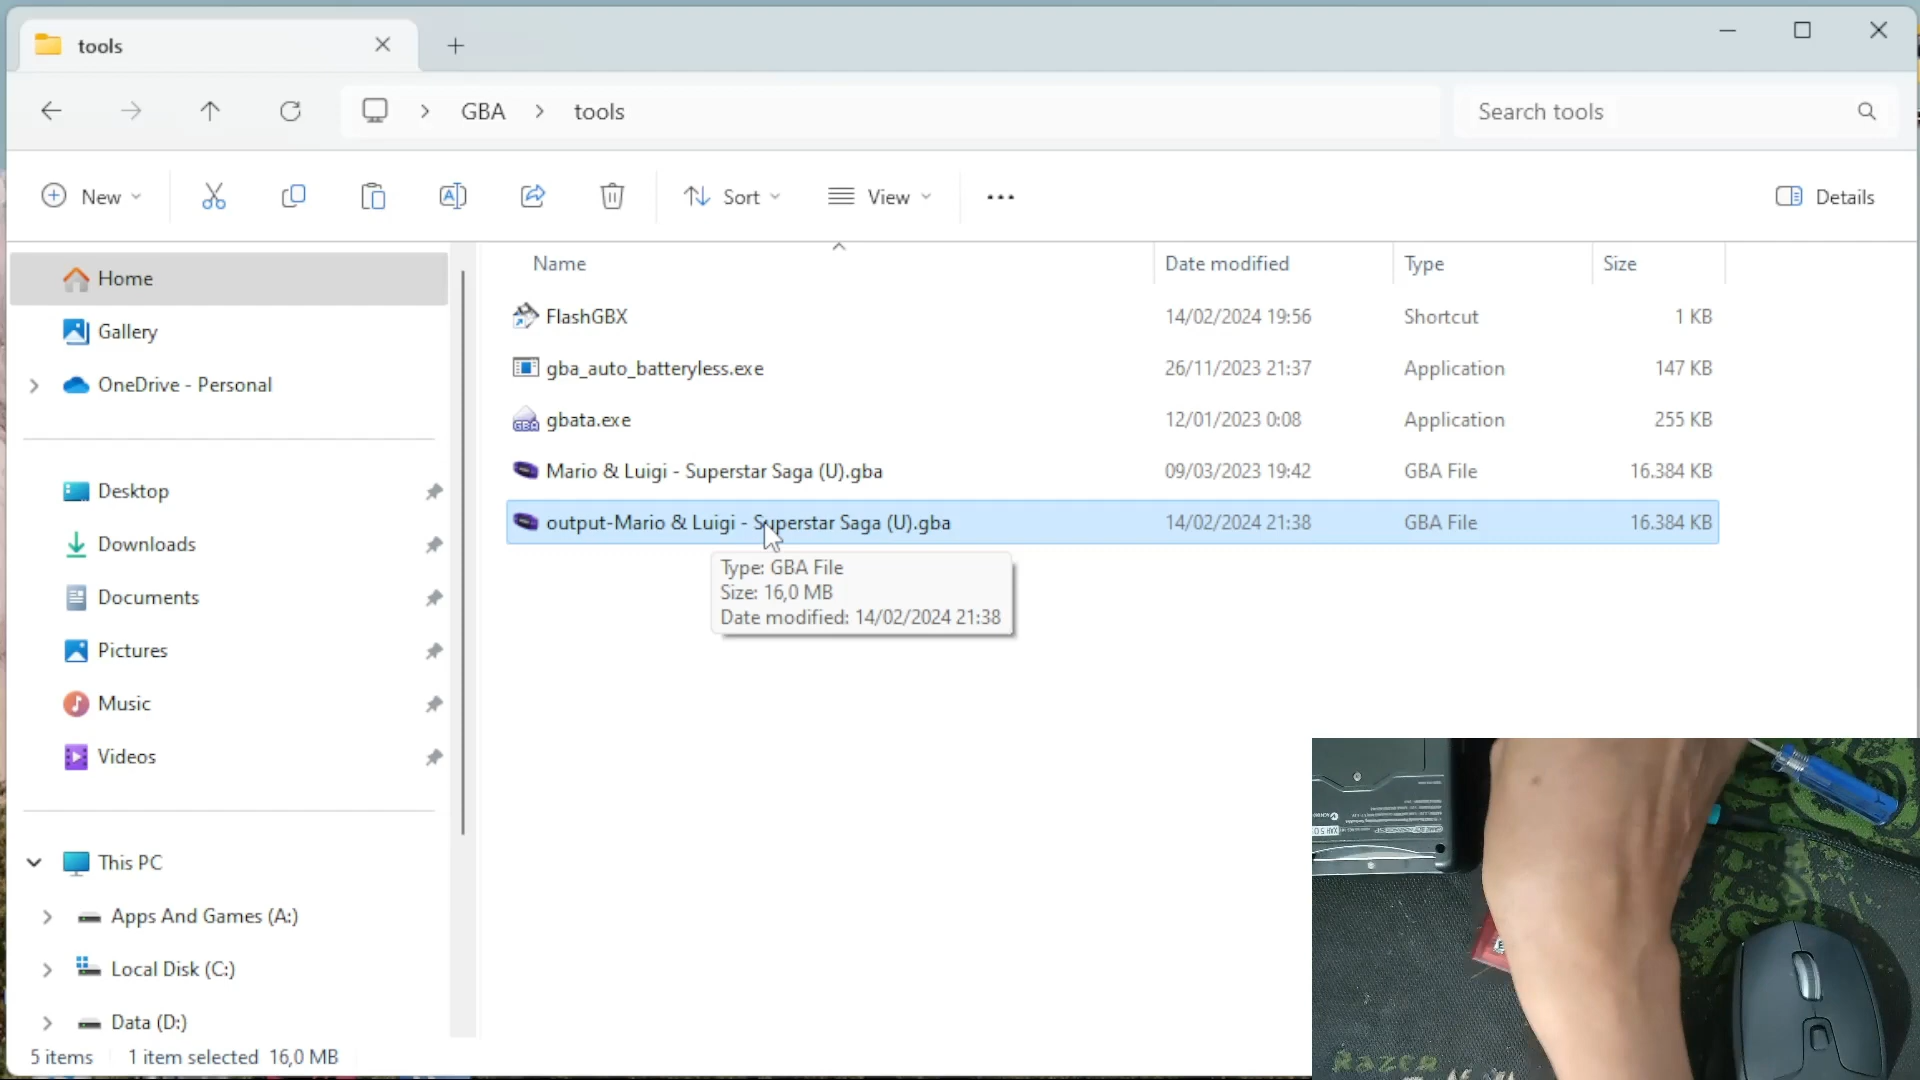 tools
GBA
tools
Search tools
New
Sort
View
Details
Home
Gallery
OneDrive - Personal
Desktop
Downloads
Documents
Pictures
Music
Videos
This PC
Apps And Games (A:)
Local Disk (C:)
Data (D:)
Name Date modified Type Size
FlashGBX 14/02/2024 19:56 Shortcut 1 KB
gba_auto_batteryless.exe 26/11/2023 21:37 Application 147 KB
gbata.exe 12/01/2023 0:08 Application 255 KB
Mario & Luigi - Superstar Saga (U).gba 09/03/2023 19:42 GBA File 16.384 KB
output-Mario & Luigi - Superstar Saga (U).gba 14/02/2024 21:38 GBA File 16.384 KB
Type: GBA File
Size: 16,0 MB
Date modified: 14/02/2024 21:38
5 items 1 item selected 16,0 MB
RAZER